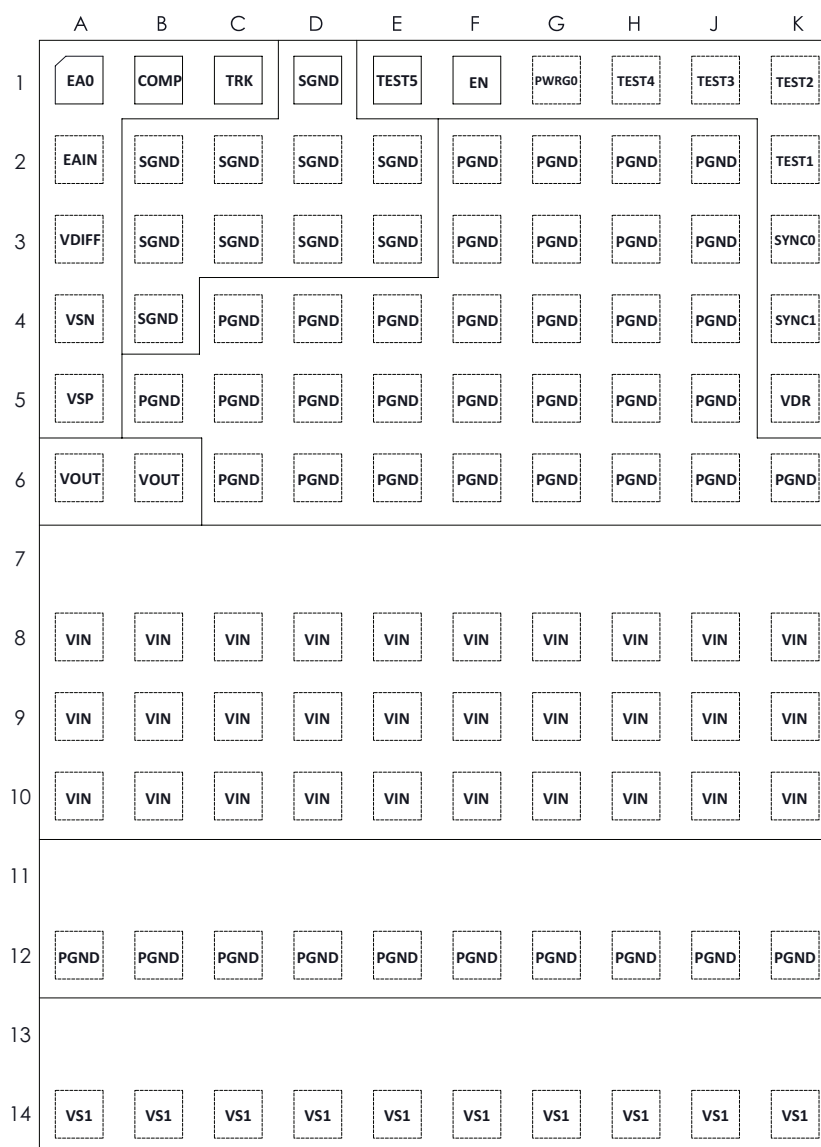 A B C D E F G H J K
1 EA0 COMP TRK SGND TEST5 EN PWRG0 TEST4 TEST3 TEST2
2 EAIN SGND SGND SGND SGND PGND PGND PGND PGND TEST1
3 VDIFF SGND SGND SGND SGND PGND PGND PGND PGND SYNC0
4 VSN SGND PGND PGND PGND PGND PGND PGND PGND SYNC1
5 VSP PGND PGND PGND PGND PGND PGND PGND PGND VDR
6 VOUT VOUT PGND PGND PGND PGND PGND PGND PGND PGND
7
8 VIN VIN VIN VIN VIN VIN VIN VIN VIN VIN
9 VIN VIN VIN VIN VIN VIN VIN VIN VIN VIN
10 VIN VIN VIN VIN VIN VIN VIN VIN VIN VIN
11
12 PGND PGND PGND PGND PGND PGND PGND PGND PGND PGND
13
14 VS1 VS1 VS1 VS1 VS1 VS1 VS1 VS1 VS1 VS1